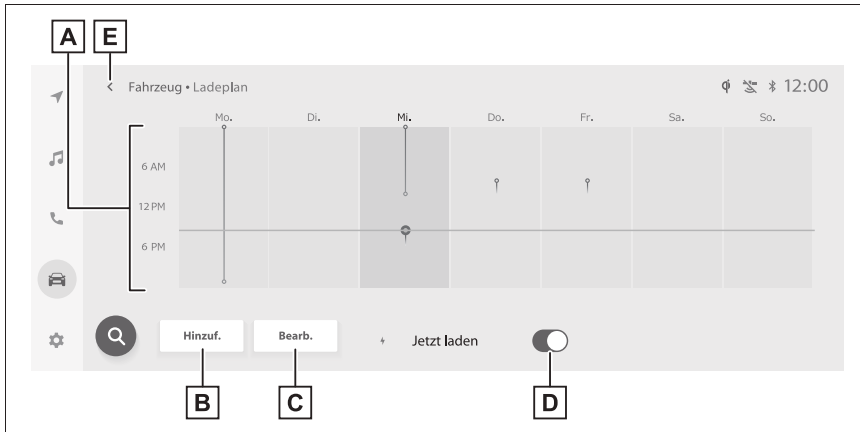 A E
Fahrzeug • Ladeplan 12:00
Mo. Di. Mi. Do. Fr. Sa. So.
6 AM
12 PM
6 PM
Hinzuf. Bearb. Jetzt laden
B C D